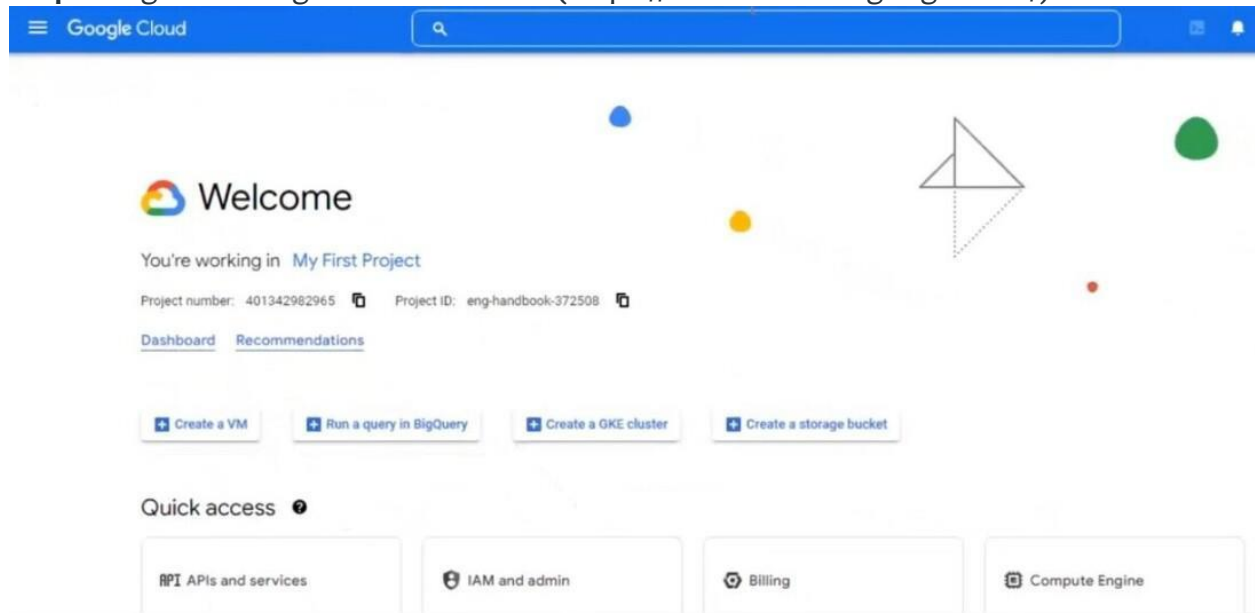 Google Cloud
Welcome
You're working in My First Project
Project number: 401342982965 Project ID: eng-handbook-372508
Dashboard Recommendations
Create a VM Run a query in BigQuery Create a GKE cluster Create a storage bucket
Quick access
API APIs and services IAM and admin Billing Compute Engine